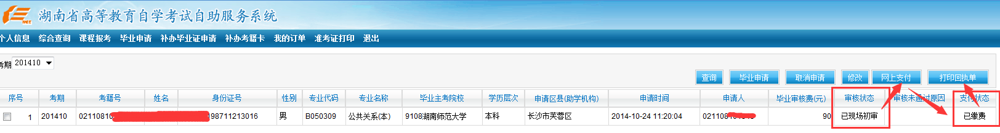 湖南省高等教育自学考试自助服务系统
个人信息 综合查询 课程报考 毕业申请 补办毕业证申请 补办考籍卡 我的订单 准考证打印 退出
考期 201410
查询 毕业申请 取消申请 修改 网上支付 打印回执单
序号 考期 考籍号 姓名 身份证号 性别 专业代码 专业名称 毕业主考院校 学历层次 申请区县(助学机构) 申请时间 申请人 毕业审核费(元) 审核状态 审核未通过原因 支付状态
1 201410 02110810 198711213016 男 B050309 公共关系(本) 9108湖南师范大学 本科 长沙市芙蓉区 2014-10-24 11:20:04 021108 90 已现场初审 已缴费